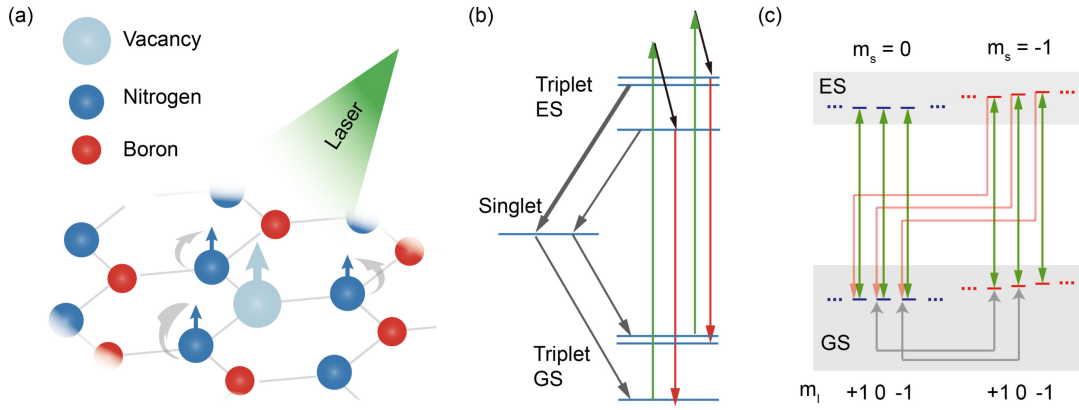 (a)
Vacancy
Nitrogen
Boron
Laser
(b)
Triplet
ES
Singlet
Triplet
GS
(c)
m_s = 0 m_s = -1
ES
... ... ... ...
... ... ... ...
GS
m_I +1 0 -1 +1 0 -1